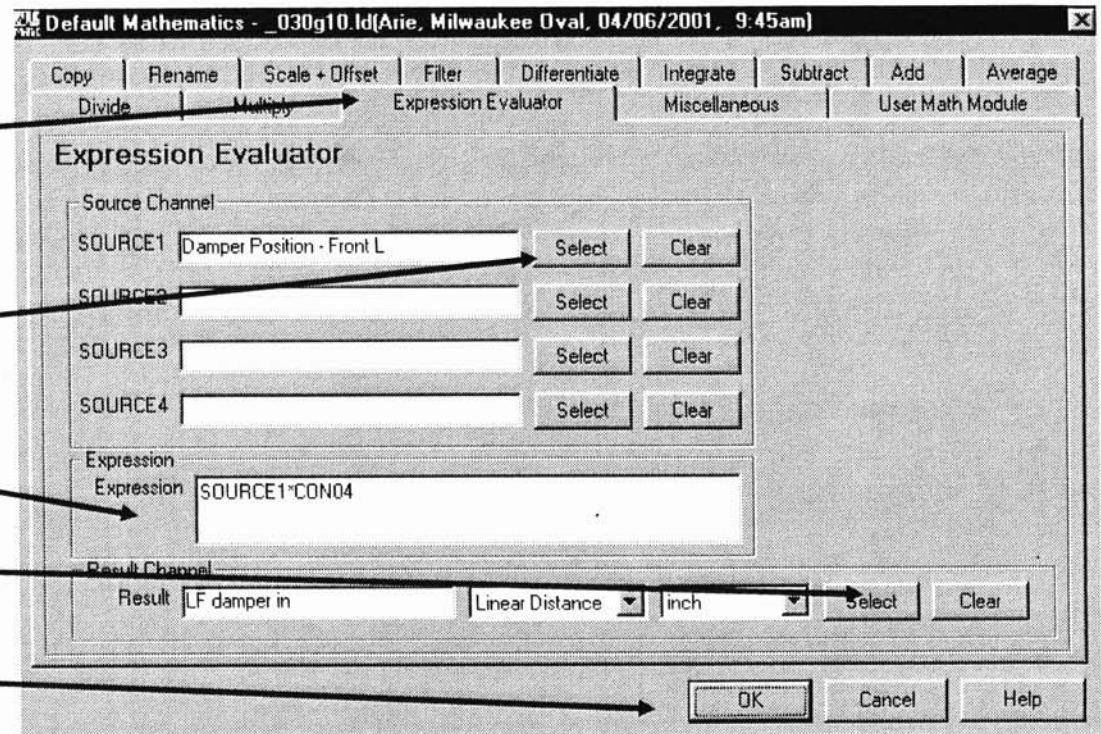 Default Mathematics - _030g10.ld(Arie, Milwaukee Oval, 04/06/2001, 9:45am)
Copy Rename Scale + Offset Filter Differentiate Integrate Subtract Add Average
Divide Multiply Expression Evaluator Miscellaneous User Math Module
Expression Evaluator
Source Channel
SOURCE1 Damper Position - Front L Select Clear
SOURCE2 Select Clear
SOURCE3 Select Clear
SOURCE4 Select Clear
Expression
Expression SOURCE1*CON04
Result Channel
Result LF damper in Linear Distance inch Select Clear
OK Cancel Help